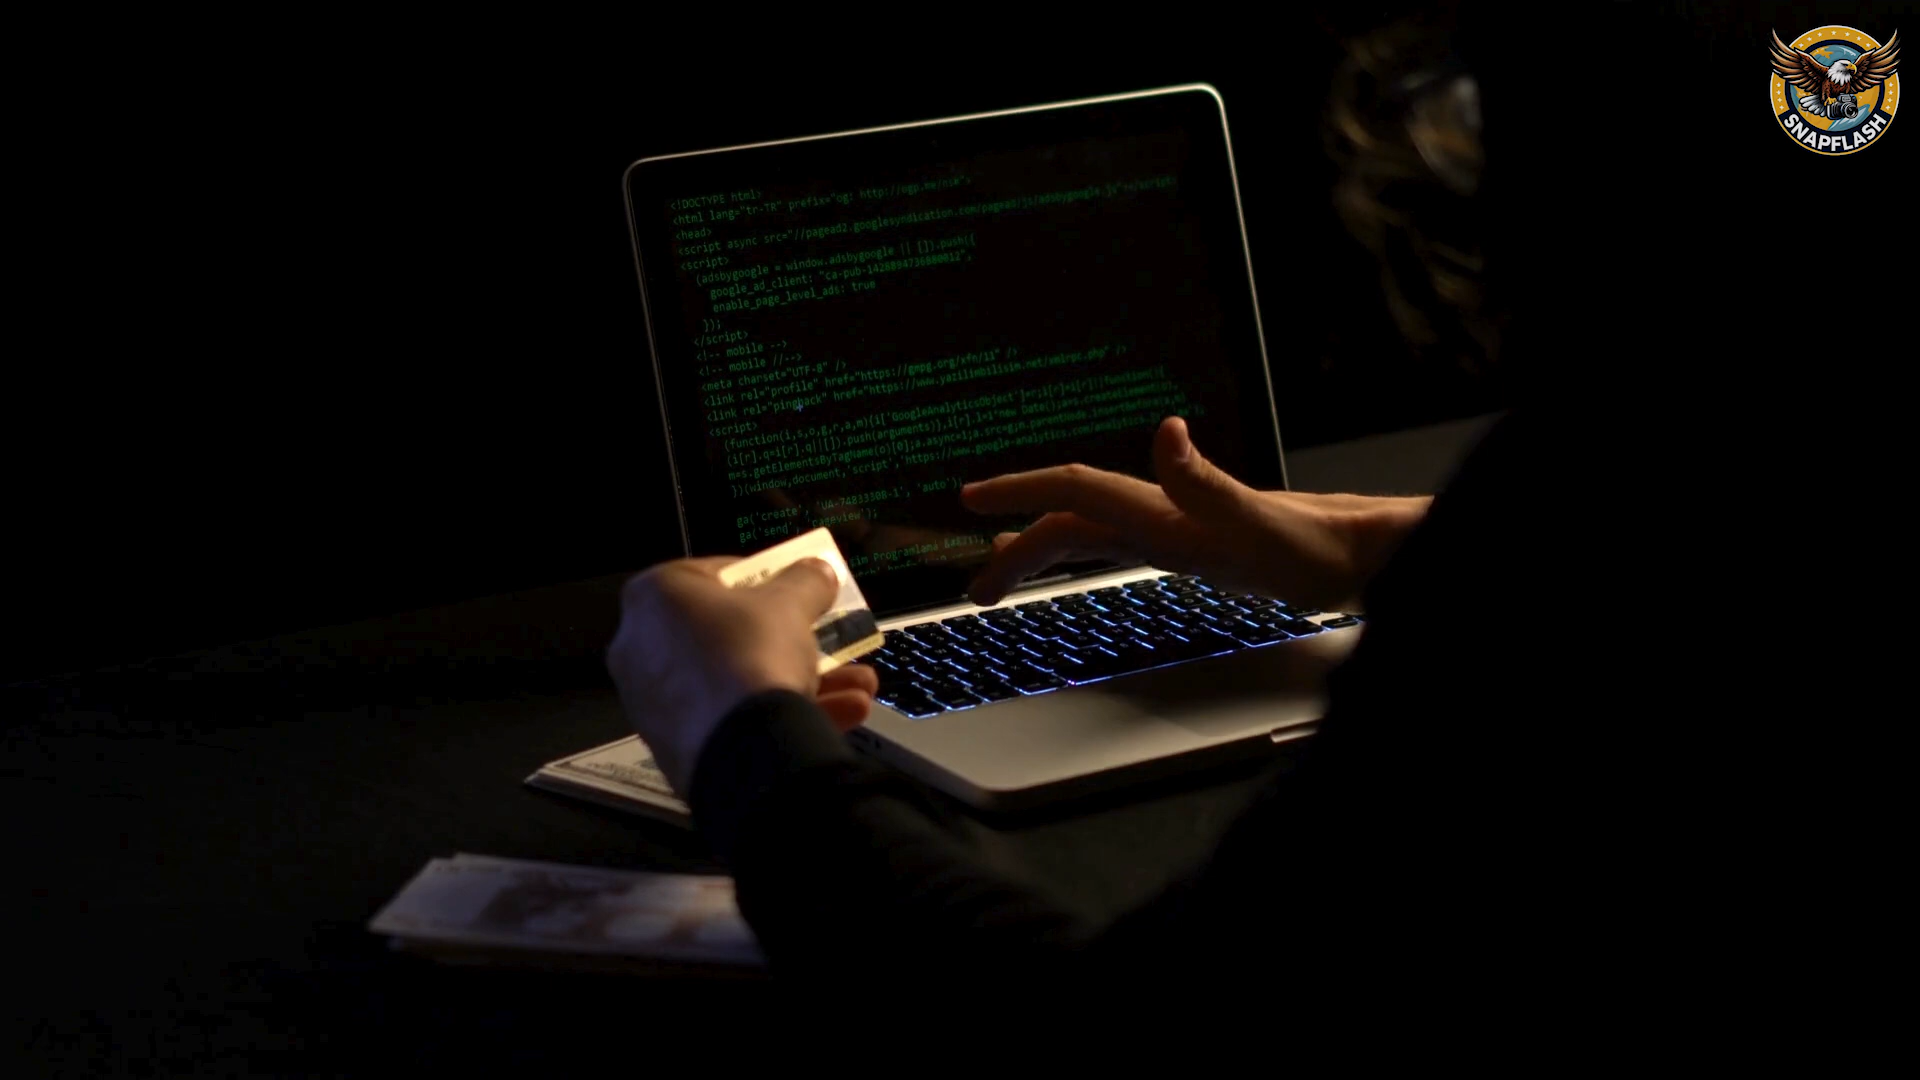 SNAPFLASH
<!DOCTYPE html>
<html lang="tr-TR" prefix="og: http://ogp.me/ns#">
<head>
<script async src="//pagead2.googlesyndication.com/pagead/js/adsbygoogle.js"></script>
<script>
(adsbygoogle = window.adsbygoogle || []).push({
google_ad_client: "ca-pub-1426894736880012",
enable_page_level_ads: true
});
</script>
<!-- mobile -->
<!-- mobile //-->
<meta charset="UTF-8" />
<link rel="profile" href="https://gmpg.org/xfn/11" />
<link rel="pingback" href="https://www.yazilimbilisim.net/xmlrpc.php" />
<script>
(function(i,s,o,g,r,a,m){i['GoogleAnalyticsObject']=r;i[r]=i[r]||function(){
(i[r].q=i[r].q||[]).push(arguments)},i[r].l=1*new Date();a=s.createElement(o),
m=s.getElementsByTagName(o)[0];a.async=1;a.src=g;m.parentNode.insertBefore(a,m)
})(window,document,'script','https://www.google-analytics.com/analytics.js','ga');
ga('create', 'UA-74833308-1', 'auto');
ga('send', 'pageview');
Programlama